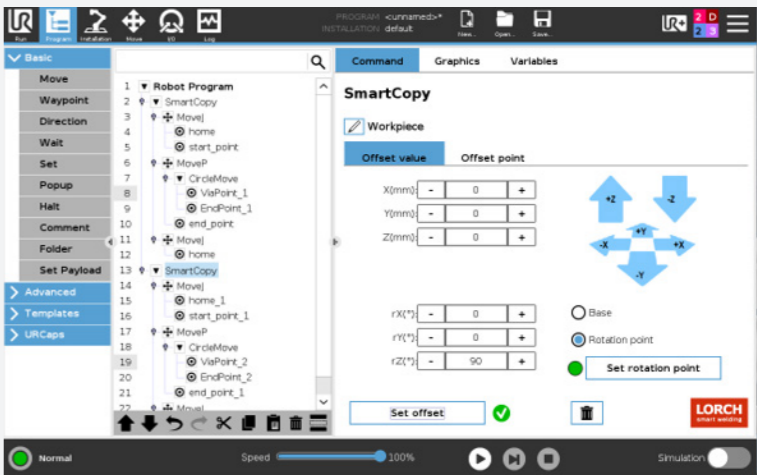 PROGRAM <unnamed>*
INSTALLATION default
Run
Program
Installation
Move
I/O
Log
New...
Open...
Save...
R+
2 D
2 3
Basic
Move
Waypoint
Direction
Wait
Set
Popup
Halt
Comment
Folder
Set Payload
Advanced
Templates
URCaps
1 Robot Program
2 SmartCopy
3 MoveJ
4 home
5 start_point
6 MoveP
7 CircleMove
8 ViaPoint_1
9 EndPoint_1
10 end_point
11 MoveJ
12 home
13 SmartCopy
14 MoveJ
15 home_1
16 start_point_1
17 MoveP
18 CircleMove
19 ViaPoint_2
20 EndPoint_2
21 end_point_1
22 MoveJ
Command Graphics Variables
SmartCopy
Workpiece
Offset value Offset point
X(mm): - 0 +
Y(mm): - 0 +
Z(mm): - 0 +
+Z -Z
+Y
-X +X
-Y
rX(°): - 0 +
rY(°): - 0 +
rZ(°): - 90 +
Base
Rotation point
Set rotation point
Set offset
LORCH
smart welding
Normal
Speed 100%
Simulation